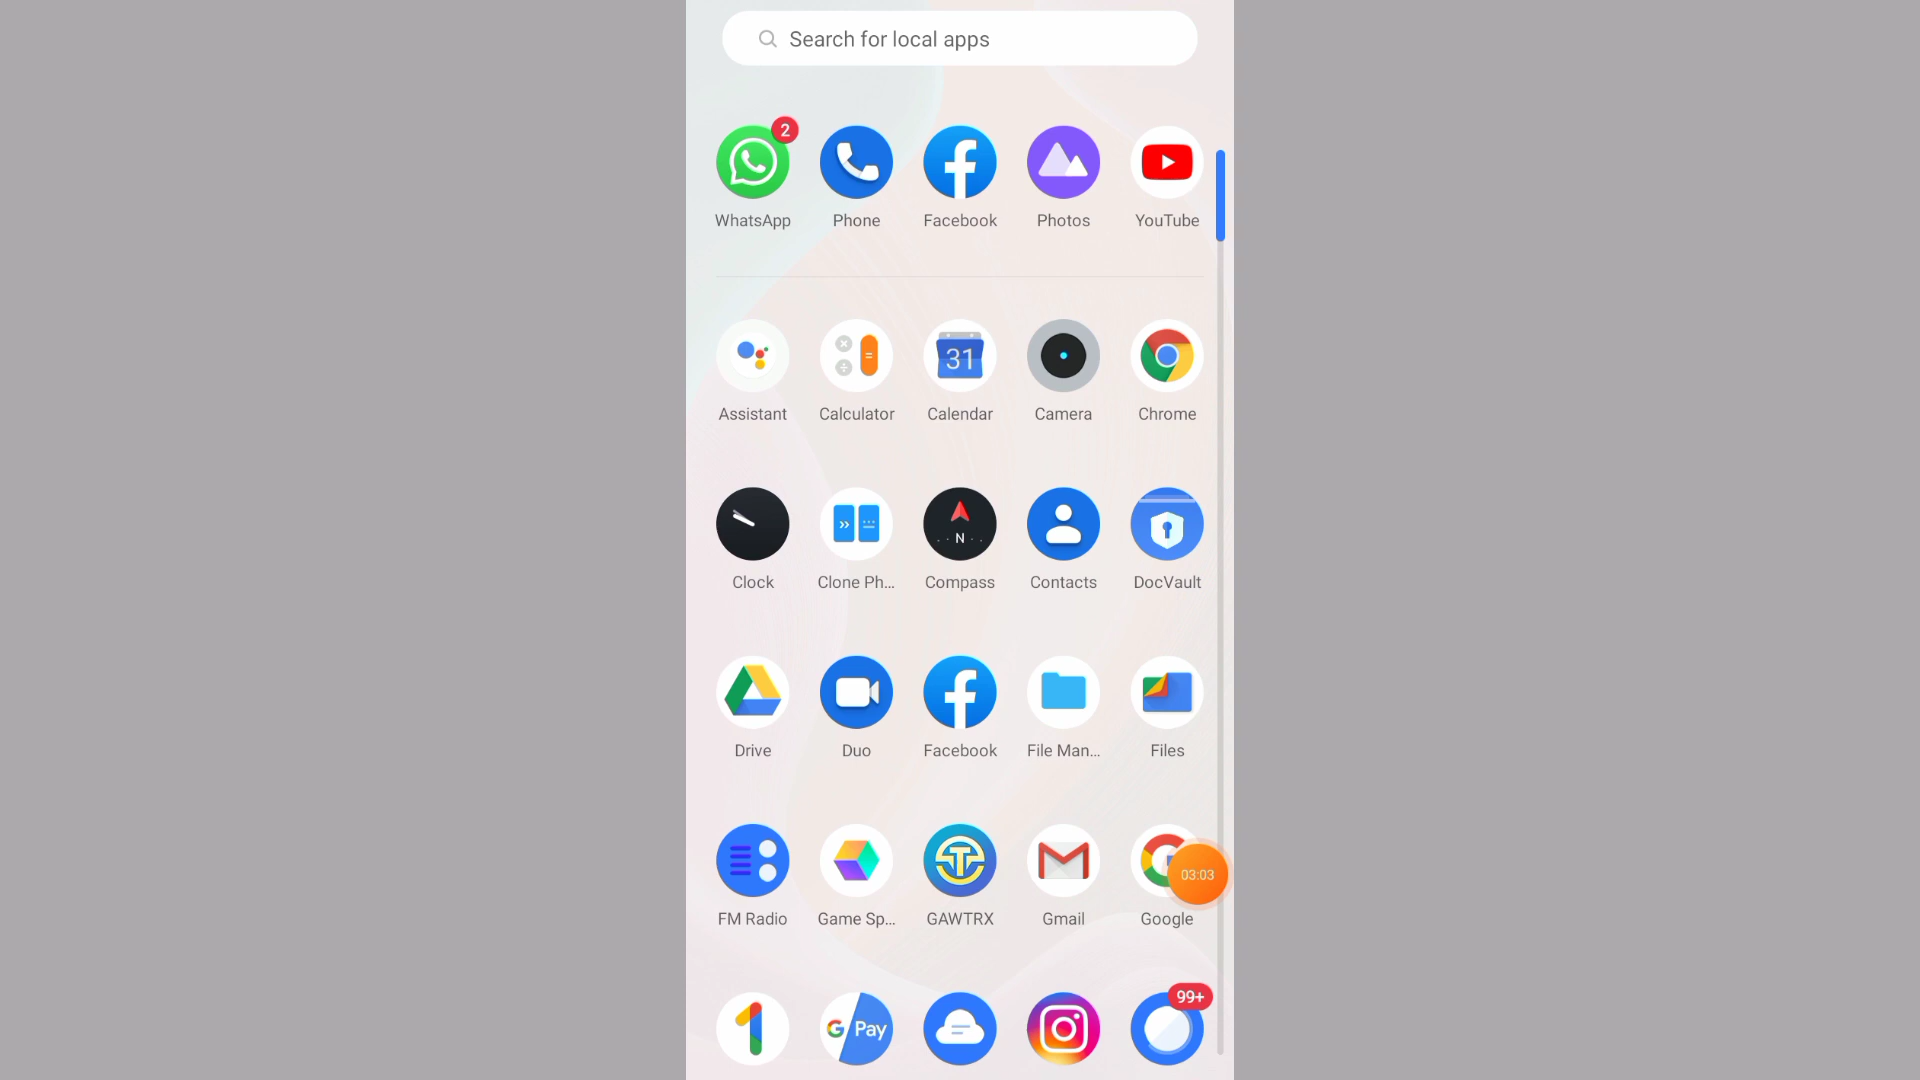 Search for local apps
2
WhatsApp Phone Facebook Photos YouTube
31
Assistant Calculator Calendar Camera Chrome
N
Clock Clone Ph... Compass Contacts DocVault
Drive Duo Facebook File Man... Files
03:03
FM Radio Game Sp... GAWTRX Gmail Google
99+
G Pay